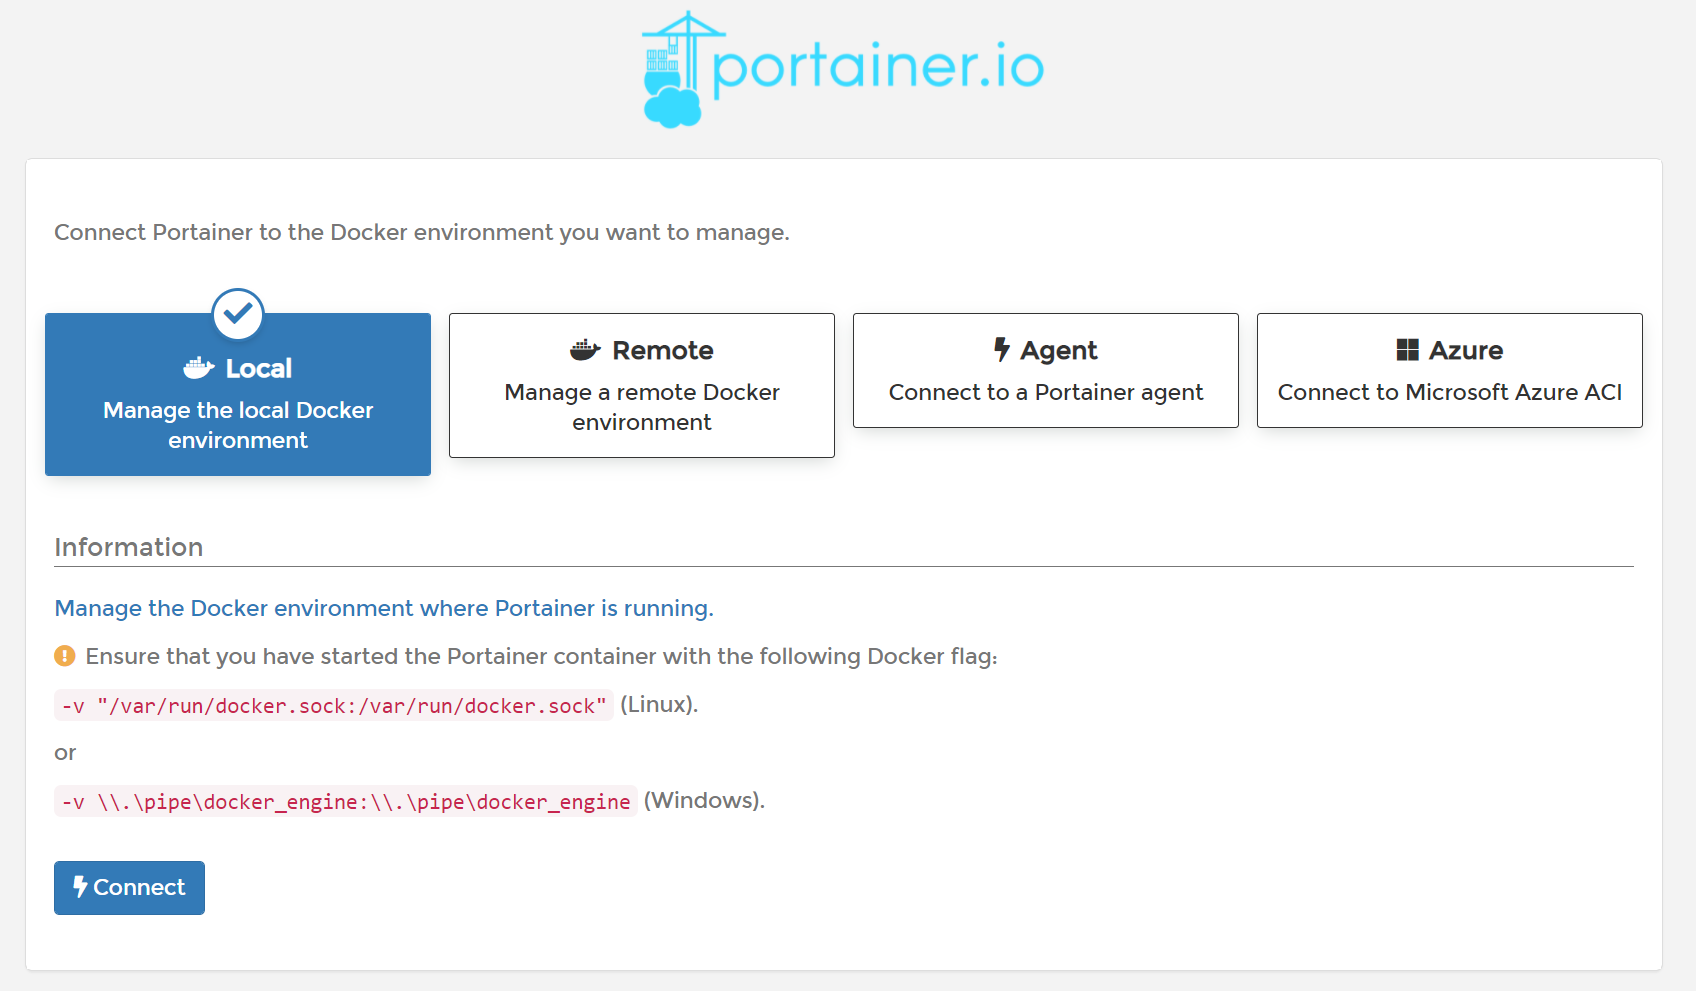 portainer.io
Connect Portainer to the Docker environment you want to manage.
Local
Manage the local Docker
environment
Remote
Manage a remote Docker
environment
Agent
Connect to a Portainer agent
Azure
Connect to Microsoft Azure ACI
Information
Manage the Docker environment where Portainer is running.
Ensure that you have started the Portainer container with the following Docker flag:
-v "/var/run/docker.sock:/var/run/docker.sock" (Linux).
or
-v \\.\pipe\docker_engine:\\.\pipe\docker_engine (Windows).
Connect